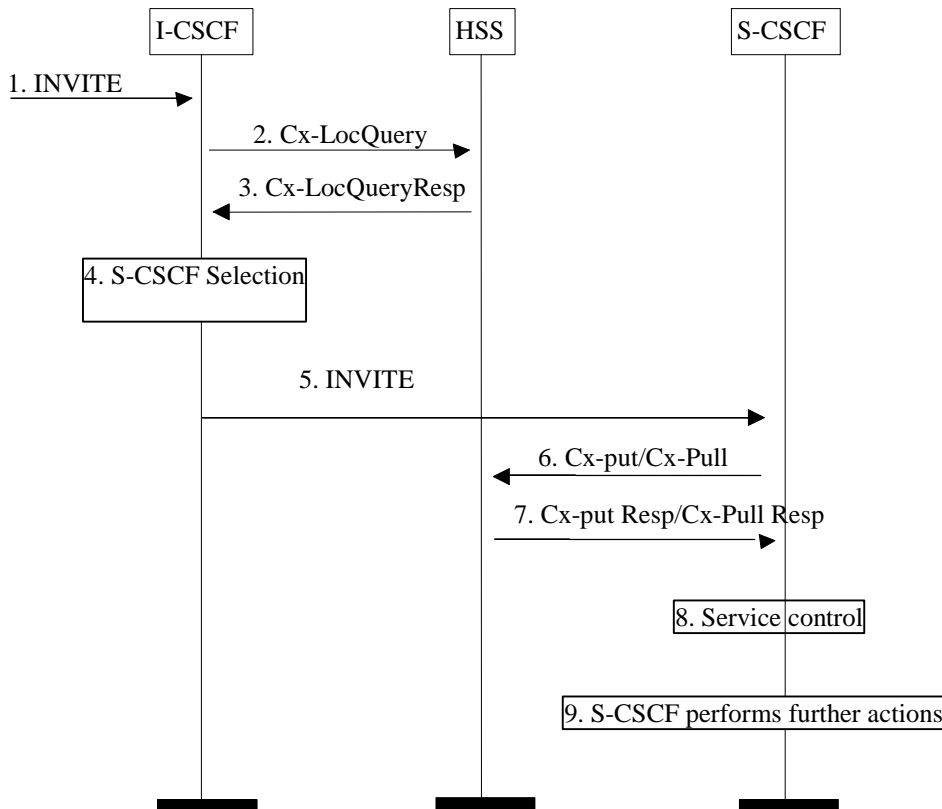 I-CSCF
HSS
S-CSCF
1. INVITE
2. Cx-LocQuery
3. Cx-LocQueryResp
4. S-CSCF Selection
5. INVITE
6. Cx-put/Cx-Pull
7. Cx-put Resp/Cx-Pull Resp
8. Service control
9. S-CSCF performs further actions